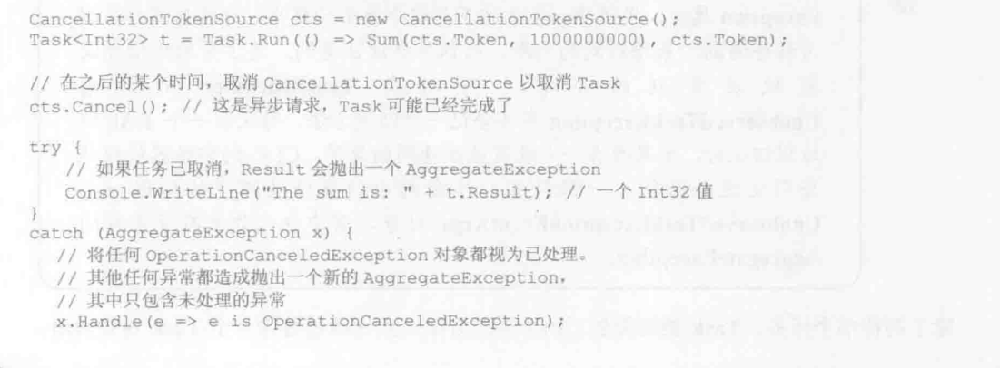 CancellationTokenSource cts = new CancellationTokenSource();
Task<Int32> t = Task.Run(() => Sum(cts.Token, 1000000000), cts.Token);
// 在之后的某个时间，取消 CancellationTokenSource 以取消 Task
cts.Cancel(); // 这是异步请求，Task 可能已经完成了
try {
// 如果任务已取消，Result 会抛出一个 AggregateException
Console.WriteLine("The sum is: " + t.Result); // 一个 Int32 值
}
catch (AggregateException x) {
// 将任何 OperationCanceledException 对象都视为已处理。
// 其他任何异常都造成抛出一个新的 AggregateException，
// 其中只包含未处理的异常
x.Handle(e => e is OperationCanceledException);